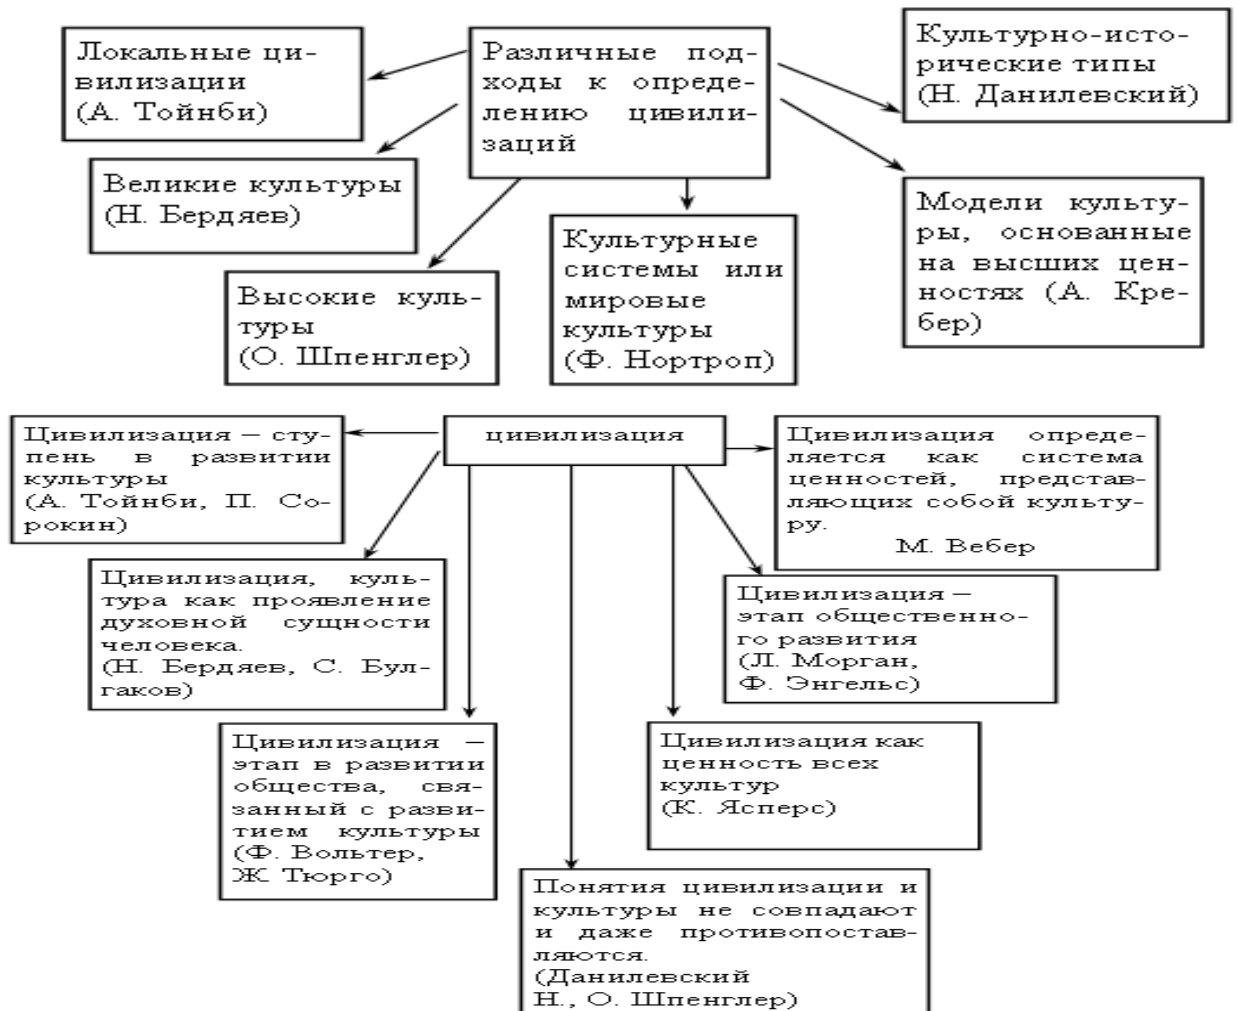 Локальные ци-
вилизации
(А. Тойнби)
Различные под-
ходы к опреде-
лению цивили-
заций
Культурно-исто-
рические типы
(Н. Данилевский)
Великие культуры
(Н. Бердяев)
Модели культу-
ры, основанные
на высших цен-
ностях (А. Кре-
бер)
Культурные
системы или
мировые
культуры
(Ф. Нортроп)
Высокие куль-
туры
(О. Шпенглер)
Цивилизация – сту-
пень в развитии
культуры
(А. Тойнби, П. Со-
рокин)
цивилизация
Цивилизация опреде-
ляется как система
ценностей, представ-
ляющих собой культу-
ру.
М. Вебер
Цивилизация, куль-
тура как проявление
духовной сущности
человека.
(Н. Бердяев, С. Бул-
гаков)
Цивилизация –
этап общественно-
го развития
(Л. Морган,
Ф. Энгельс)
Цивилизация –
этап в развитии
общества, свя-
занный с разви-
тием культуры
(Ф. Вольтер,
Ж. Тюрго)
Цивилизация как
ценность всех
культур
(К. Ясперс)
Понятия цивилизации и
культуры не совпадают
и даже противопостав-
ляются.
(Данилевский
Н., О. Шпенглер)